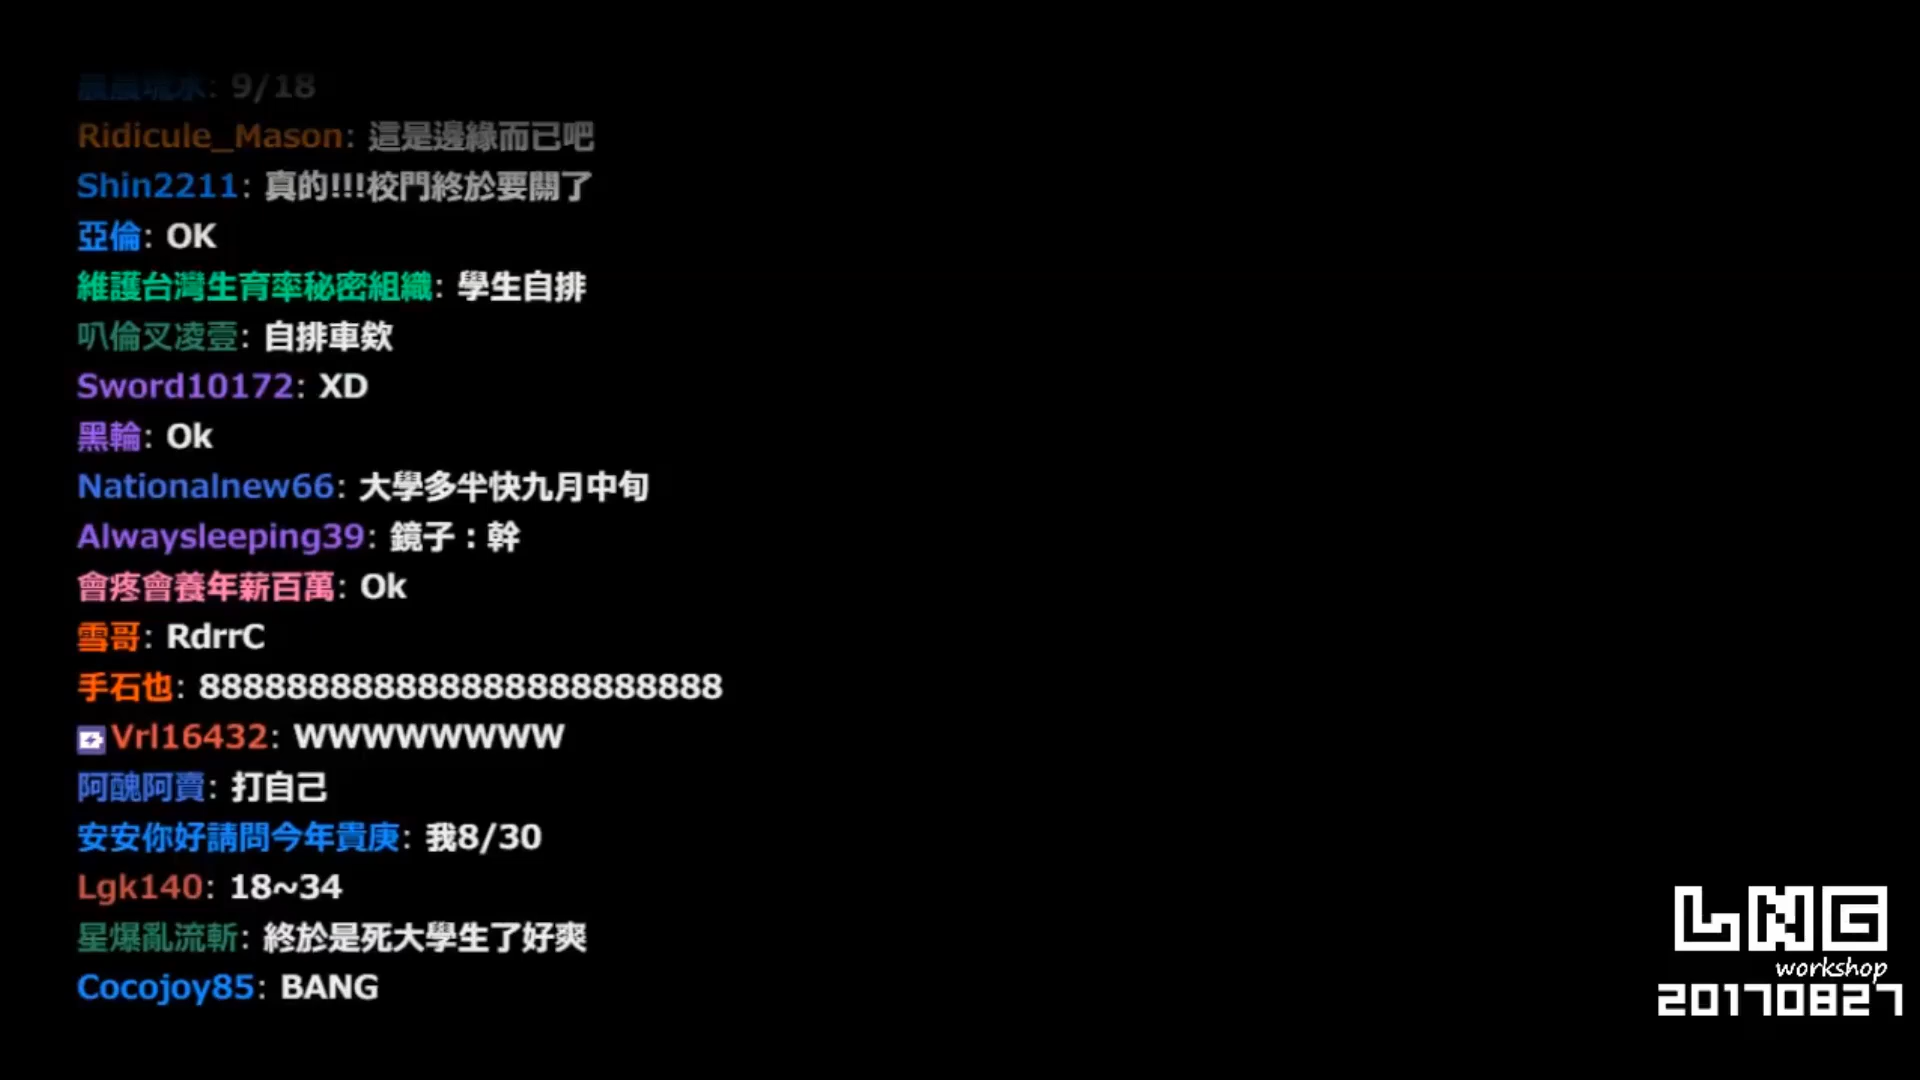 : 9/18
Ridicule_Mason: 這是邊緣而已吧
Shin2211: 真的!!!校門終於要關了
亞倫: OK
維護台灣生育率秘密組織: 學生自排
叭倫叉凌壹: 自排車欸
Sword10172: XD
黑輪: Ok
Nationalnew66: 大學多半快九月中旬
Alwaysleeping39: 鏡子：幹
會疼會養年薪百萬: Ok
雪哥: RdrrC
手石也: 888888888888888888888888
Vrl16432: WWWWWWWW
阿醜阿賣: 打自己
安安你好請問今年貴庚: 我8/30
Lgk140: 18~34
星爆亂流斬: 終於是死大學生了好爽
Cocojoy85: BANG
LNG
workshop
20170827